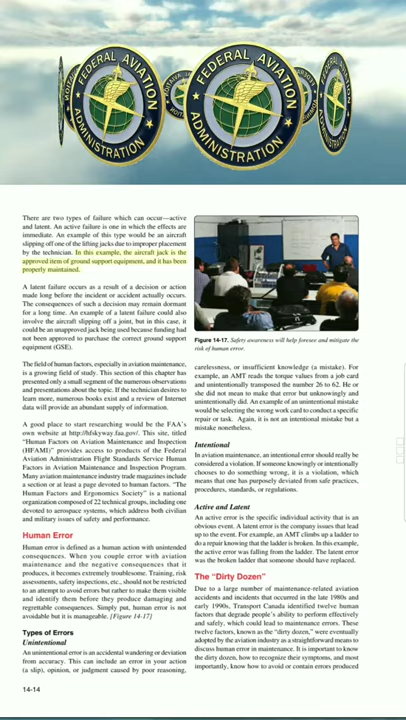 FEDERAL AVIATION
ADMINISTRATION
FEDERAL AVIATION
ADMINISTRATION
There are two types of failure which can occur—active
and latent. An active failure is one in which the effects are
immediate. An example of this type would be an aircraft
slipping off one of the lifting jacks due to improper placement
by the technician. In this example, the aircraft jack is the
approved item of ground support equipment, and it has been
properly maintained.
A latent failure occurs as a result of a decision or action
made long before the incident or accident actually occurs.
The consequences of such a decision may remain dormant
for a long time. An example of a latent failure could also
involve the aircraft slipping off a joint, but in this case, it
could be an unapproved jack being used because funding had
not been approved to purchase the correct ground support
equipment (GSE).
The field of human factors, especially in aviation maintenance,
is a growing field of study. This section of this chapter has
presented only a small segment of the numerous observations
and presentations about the topic. If the technician desires to
learn more, numerous books exist and a review of Internet
data will provide an abundant supply of information.
A good place to start researching would be the FAA's
own website at http://hfskyway.faa.gov/. This site, titled
"Human Factors on Aviation Maintenance and Inspection
(HFAMI)" provides access to products of the Federal
Aviation Administration Flight Standards Service Human
Factors in Aviation Maintenance and Inspection Program.
Many aviation maintenance industry trade magazines include
a section or at least a page devoted to human factors. "The
Human Factors and Ergonomics Society" is a national
organization composed of 22 technical groups, including one
devoted to aerospace systems, which address both civilian
and military issues of safety and performance.
Human Error
Human error is defined as a human action with unintended
consequences. When you couple error with aviation
maintenance and the negative consequences that it
produces, it becomes extremely troublesome. Training, risk
assessments, safety inspections, etc., should not be restricted
to an attempt to avoid errors but rather to make them visible
and identify them before they produce damaging and
regrettable consequences. Simply put, human error is not
avoidable but it is manageable. [Figure 14-17]
Types of Errors
Unintentional
An unintentional error is an accidental wandering or deviation
from accuracy. This can include an error in your action
(a slip), opinion, or judgment caused by poor reasoning,
14-14
Figure 14-17. Safety awareness will help foresee and mitigate the
risk of human error.
carelessness, or insufficient knowledge (a mistake). For
example, an AMT reads the torque values from a job card
and unintentionally transposed the number 26 to 62. He or
she did not mean to make that error but unknowingly and
unintentionally did. An example of an unintentional mistake
would be selecting the wrong work card to conduct a specific
repair or task. Again, it is not an intentional mistake but a
mistake nonetheless.
Intentional
In aviation maintenance, an intentional error should really be
considered a violation. If someone knowingly or intentionally
chooses to do something wrong, it is a violation, which
means that one has purposely deviated from safe practices,
procedures, standards, or regulations.
Active and Latent
An active error is the specific individual activity that is an
obvious event. A latent error is the company issues that lead
up to the event. For example, an AMT climbs up a ladder to
do a repair knowing that the ladder is broken. In this example,
the active error was falling from the ladder. The latent error
was the broken ladder that someone should have replaced.
The "Dirty Dozen"
Due to a large number of maintenance-related aviation
accidents and incidents that occurred in the late 1980s and
early 1990s, Transport Canada identified twelve human
factors that degrade people's ability to perform effectively
and safely, which could lead to maintenance errors. These
twelve factors, known as the "dirty dozen," were eventually
adopted by the aviation industry as a straightforward means to
discuss human error in maintenance. It is important to know
the dirty dozen, how to recognize their symptoms, and most
importantly, know how to avoid or contain errors produced